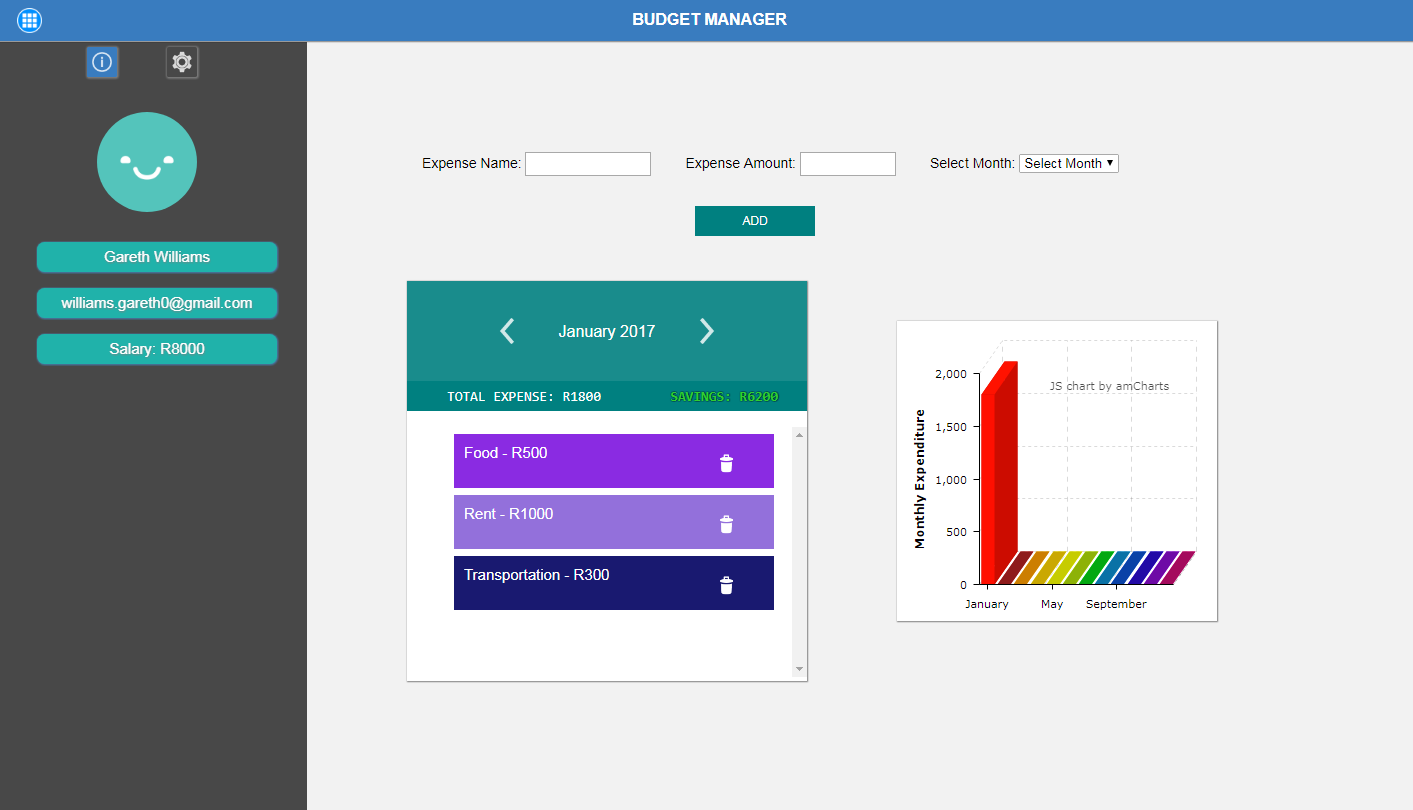 BUDGET MANAGER
Gareth Williams
williams.gareth0@gmail.com
Salary: R8000
Expense Name:
Expense Amount:
Select Month: Select Month
ADD
January 2017
TOTAL EXPENSE: R1800
SAVINGS: R6200
Food - R500
Rent - R1000
Transportation - R300
JS chart by amCharts
Monthly Expenditure
2,000
1,500
1,000
500
0
January
May
September